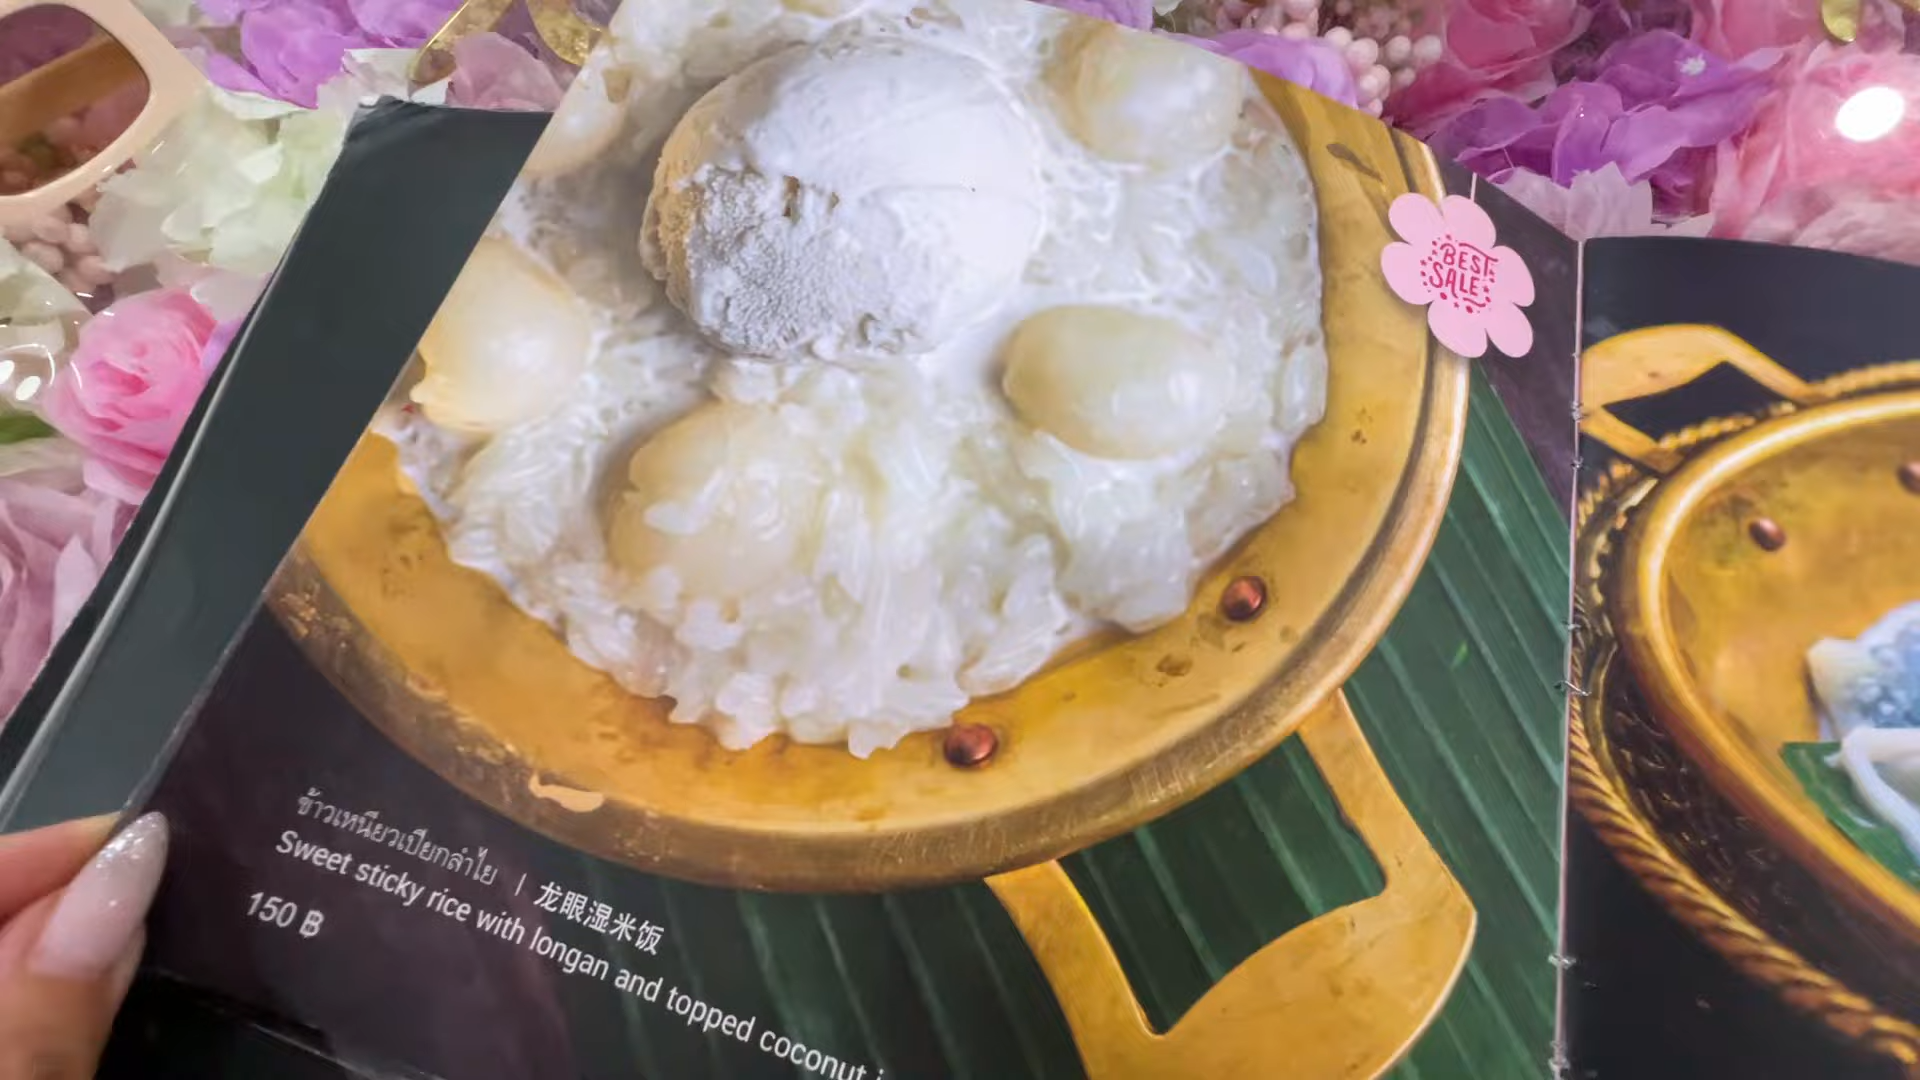 BEST
SALE
ข้าวเหนียวเปียกลำไย | 龙眼湿米饭
Sweet sticky rice with longan and topped coconut
150 ฿